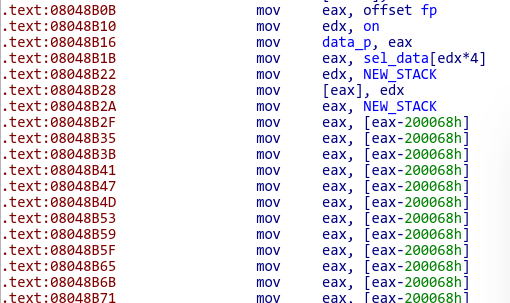 .text:08048B0B mov eax, offset fp
.text:08048B10 mov edx, on
.text:08048B16 mov data_p, eax
.text:08048B1B mov eax, sel_data[edx*4]
.text:08048B22 mov edx, NEW_STACK
.text:08048B28 mov [eax], edx
.text:08048B2A mov eax, NEW_STACK
.text:08048B2F mov eax, [eax-200068h]
.text:08048B35 mov eax, [eax-200068h]
.text:08048B3B mov eax, [eax-200068h]
.text:08048B41 mov eax, [eax-200068h]
.text:08048B47 mov eax, [eax-200068h]
.text:08048B4D mov eax, [eax-200068h]
.text:08048B53 mov eax, [eax-200068h]
.text:08048B59 mov eax, [eax-200068h]
.text:08048B5F mov eax, [eax-200068h]
.text:08048B65 mov eax, [eax-200068h]
.text:08048B6B mov eax, [eax-200068h]
.text:08048B71 mov eax, [eax-200068h]